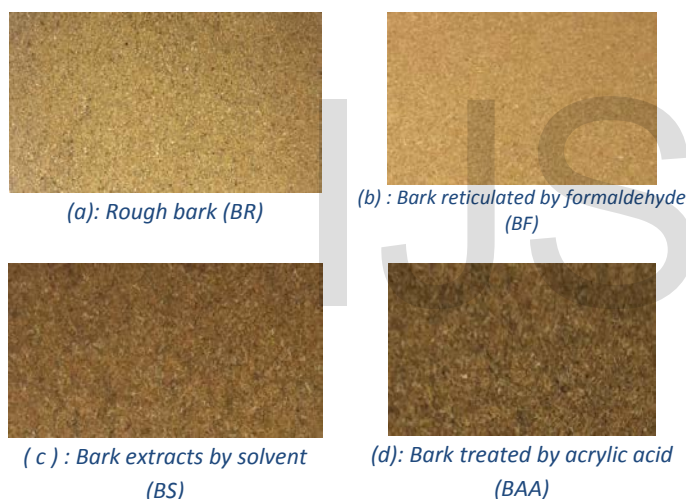 IJS
(a): Rough bark (BR)
(b) : Bark reticulated by formaldehyde
(BF)
( c ) : Bark extracts by solvent
(BS)
(d): Bark treated by acrylic acid
(BAA)